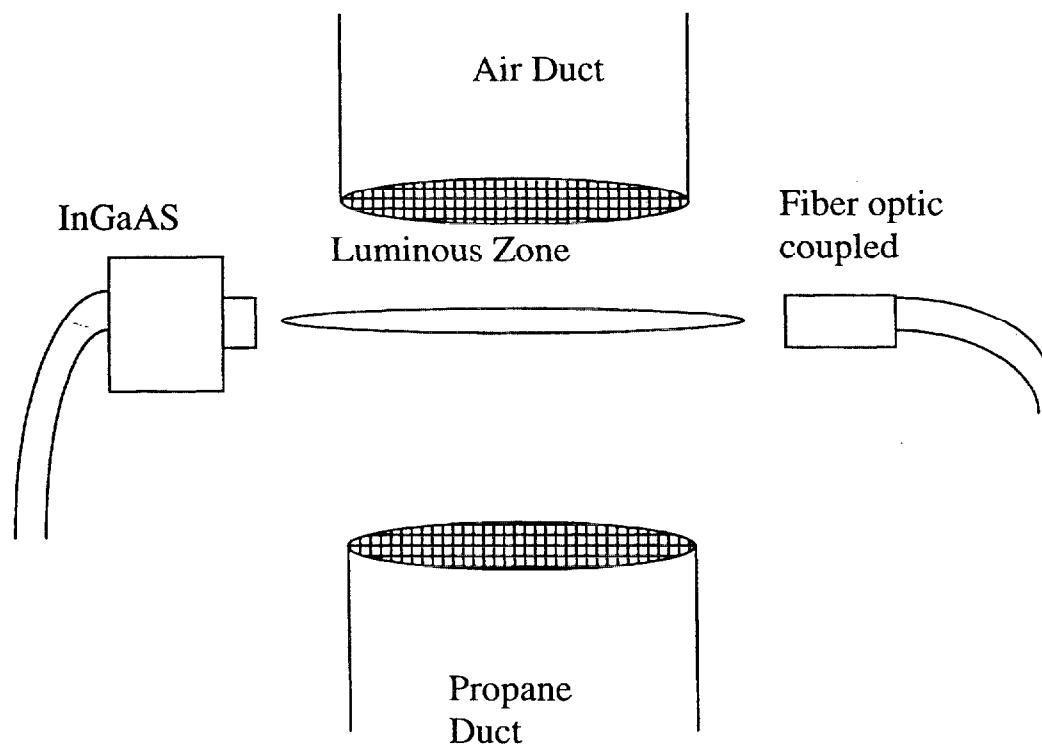 Air Duct
InGaAS
Fiber optic
coupled
Luminous Zone
Propane
Duct